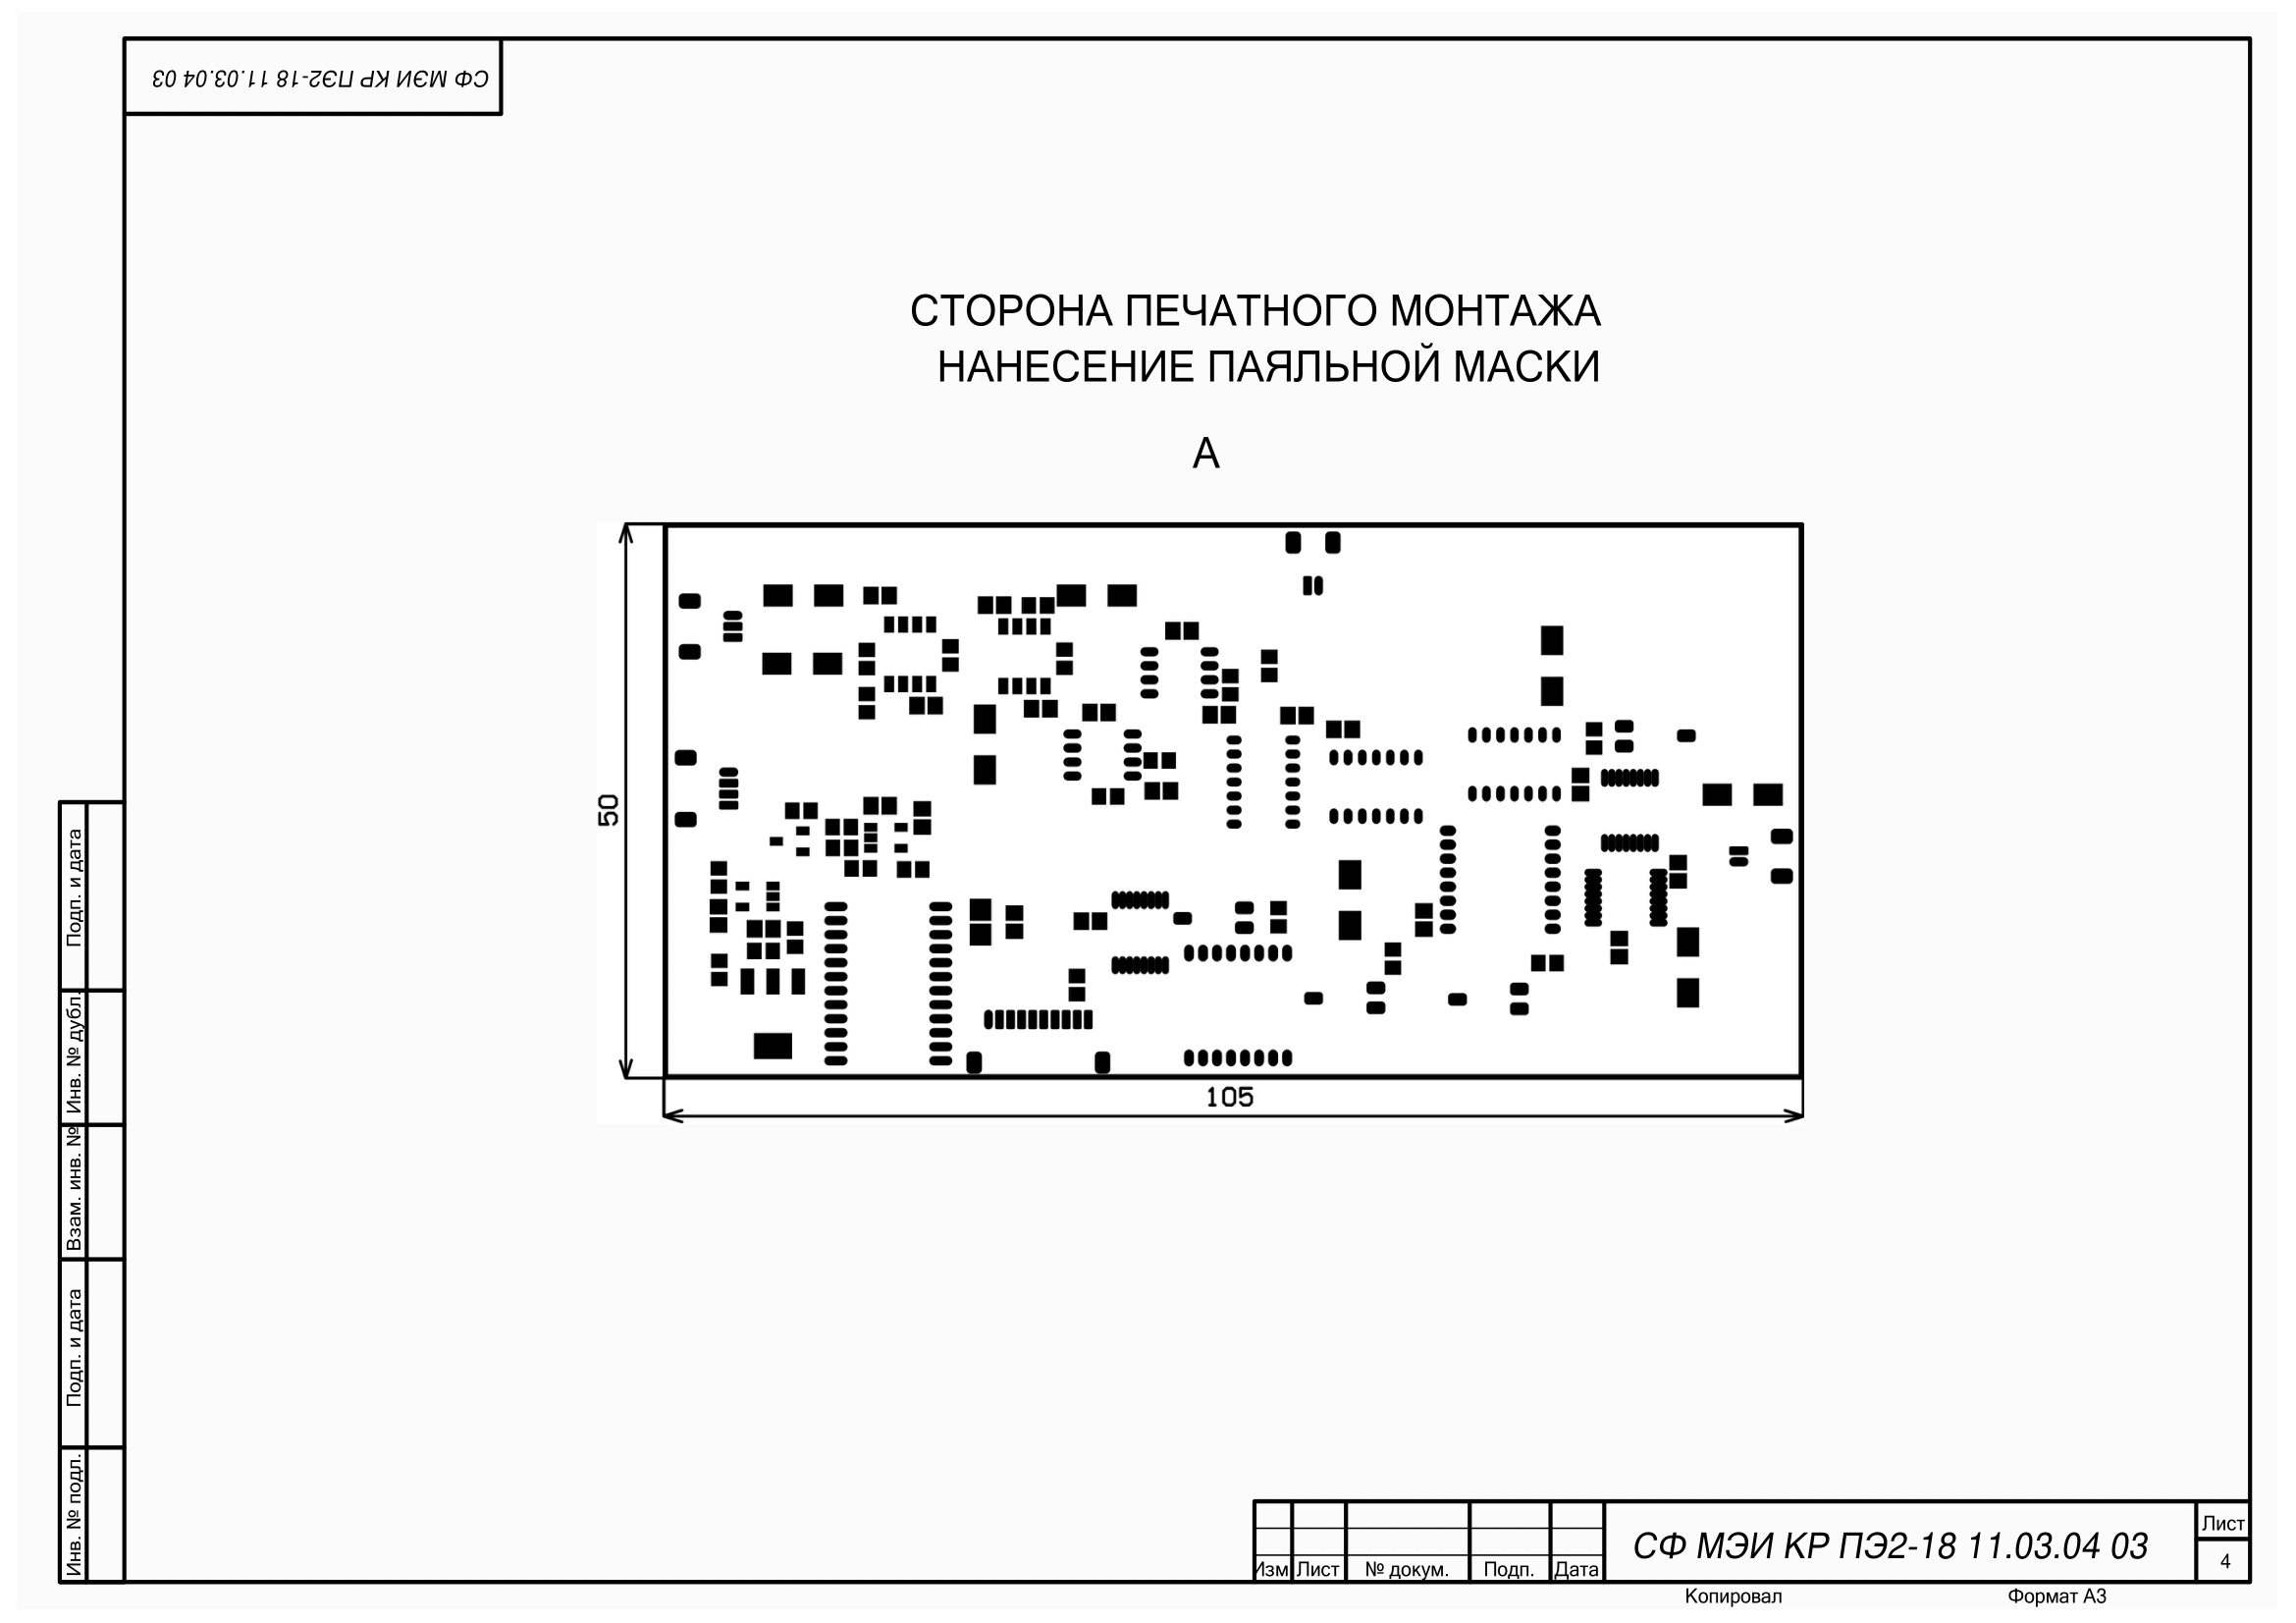 СФ МЭИ КР ПЭ2-18 11.03.04 03
СТОРОНА ПЕЧАТНОГО МОНТАЖА
НАНЕСЕНИЕ ПАЯЛЬНОЙ МАСКИ
А
50
105
Подп. и дата
Инв. № дубл.
Взам. инв. №
Подп. и дата
Инв. № подл.
Изм Лист № докум. Подп. Дата
СФ МЭИ КР ПЭ2-18 11.03.04 03
Лист
4
Копировал Формат А3